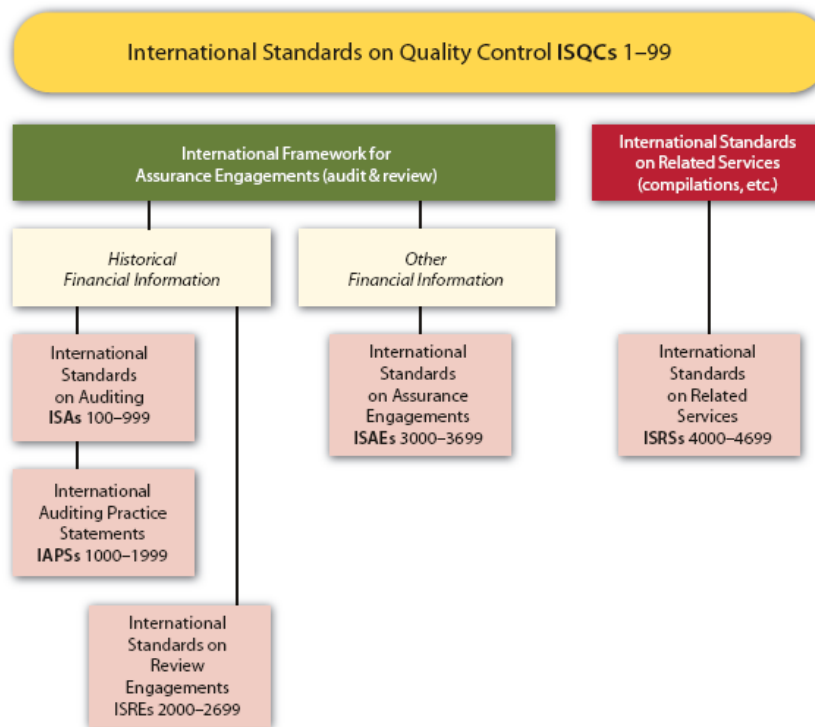 International Standards on Quality Control ISQCs 1–99
International Framework for
Assurance Engagements (audit & review)
International Standards
on Related Services
(compilations, etc.)
Historical
Financial Information
Other
Financial Information
International
Standards
on Auditing
ISAs 100–999
International
Standards
on Assurance
Engagements
ISAEs 3000–3699
International
Standards
on Related
Services
ISRSs 4000–4699
International
Auditing Practice
Statements
IAPSs 1000–1999
International
Standards on
Review
Engagements
ISREs 2000–2699